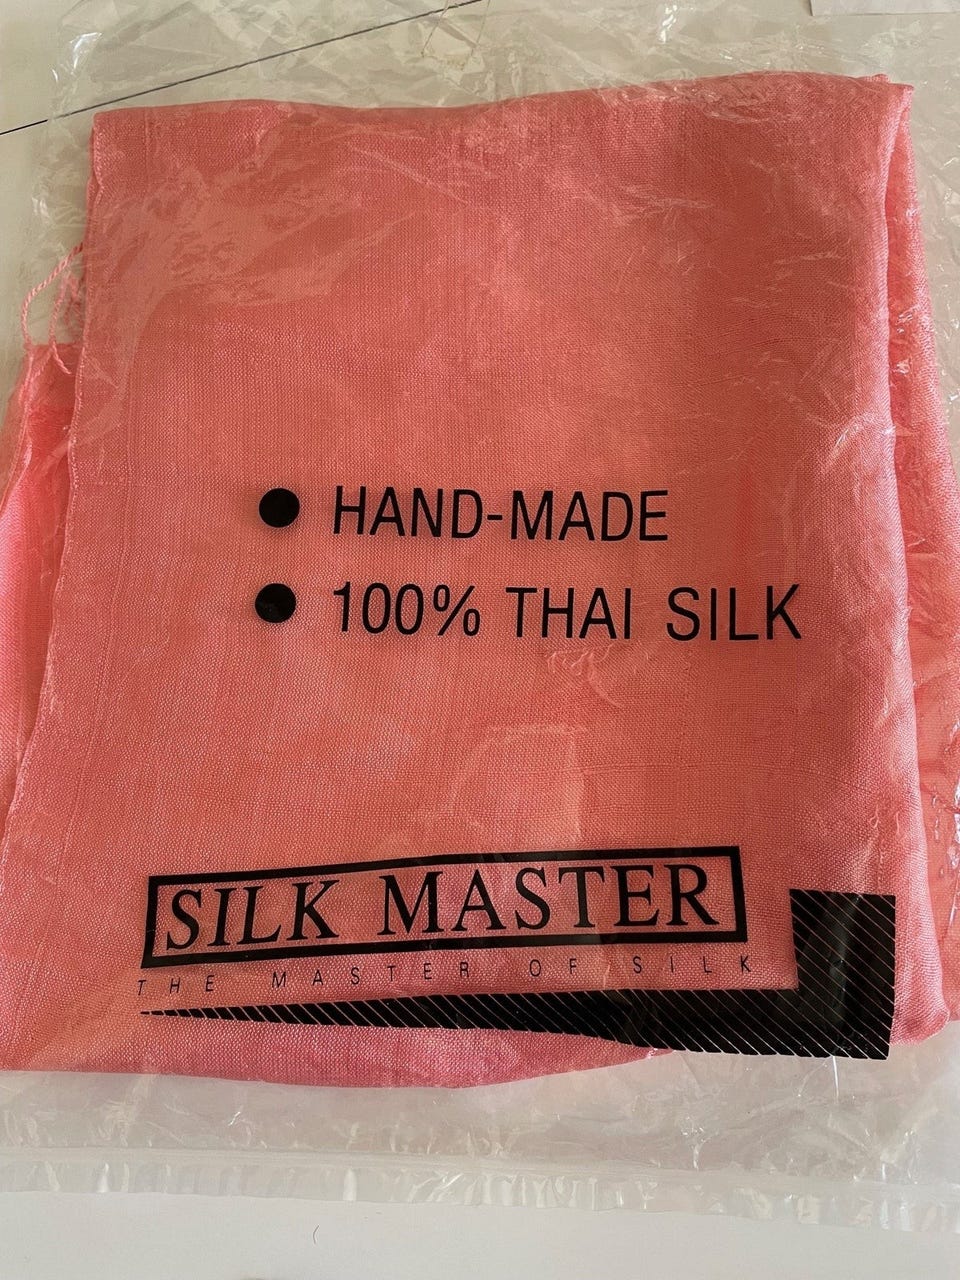 ● HAND-MADE
● 100% THAI SILK
SILK MASTER
THE MASTER OF SILK